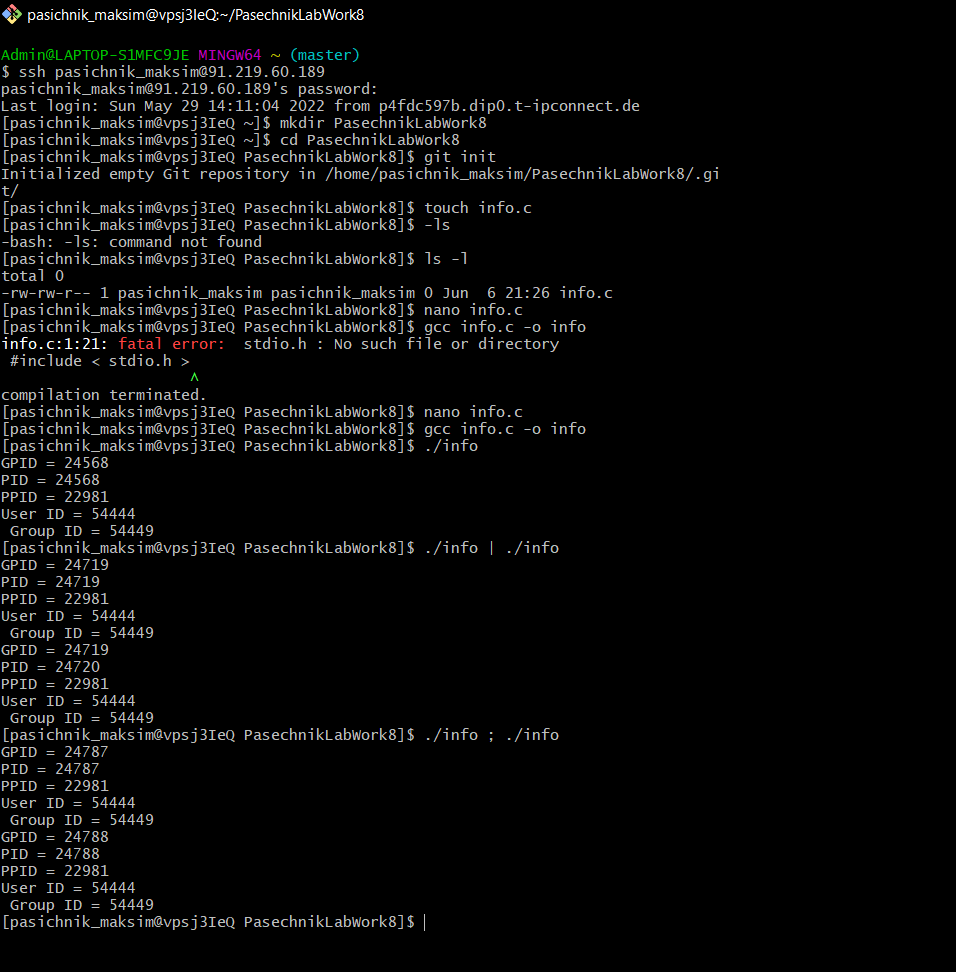 pasichnik_maksim@vpsj3IeQ:~/PasechnikLabWork8
Admin@LAPTOP-S1MFC9JE MINGW64 ~ (master)
$ ssh pasichnik_maksim@91.219.60.189
pasichnik_maksim@91.219.60.189's password:
Last login: Sun May 29 14:11:04 2022 from p4fdc597b.dip0.t-ipconnect.de
[pasichnik_maksim@vpsj3IeQ ~]$ mkdir PasechnikLabWork8
[pasichnik_maksim@vpsj3IeQ ~]$ cd PasechnikLabWork8
[pasichnik_maksim@vpsj3IeQ PasechnikLabWork8]$ git init
Initialized empty Git repository in /home/pasichnik_maksim/PasechnikLabWork8/.gi
t/
[pasichnik_maksim@vpsj3IeQ PasechnikLabWork8]$ touch info.c
[pasichnik_maksim@vpsj3IeQ PasechnikLabWork8]$ -ls
-bash: -ls: command not found
[pasichnik_maksim@vpsj3IeQ PasechnikLabWork8]$ ls -l
total 0
-rw-rw-r-- 1 pasichnik_maksim pasichnik_maksim 0 Jun  6 21:26 info.c
[pasichnik_maksim@vpsj3IeQ PasechnikLabWork8]$ nano info.c
[pasichnik_maksim@vpsj3IeQ PasechnikLabWork8]$ gcc info.c -o info
info.c:1:21: fatal error:  stdio.h : No such file or directory
 #include < stdio.h >
                     ^
compilation terminated.
[pasichnik_maksim@vpsj3IeQ PasechnikLabWork8]$ nano info.c
[pasichnik_maksim@vpsj3IeQ PasechnikLabWork8]$ gcc info.c -o info
[pasichnik_maksim@vpsj3IeQ PasechnikLabWork8]$ ./info
GPID = 24568
PID = 24568
PPID = 22981
User ID = 54444
 Group ID = 54449
[pasichnik_maksim@vpsj3IeQ PasechnikLabWork8]$ ./info | ./info
GPID = 24719
PID = 24719
PPID = 22981
User ID = 54444
 Group ID = 54449
GPID = 24719
PID = 24720
PPID = 22981
User ID = 54444
 Group ID = 54449
[pasichnik_maksim@vpsj3IeQ PasechnikLabWork8]$ ./info ; ./info
GPID = 24787
PID = 24787
PPID = 22981
User ID = 54444
 Group ID = 54449
GPID = 24788
PID = 24788
PPID = 22981
User ID = 54444
 Group ID = 54449
[pasichnik_maksim@vpsj3IeQ PasechnikLabWork8]$